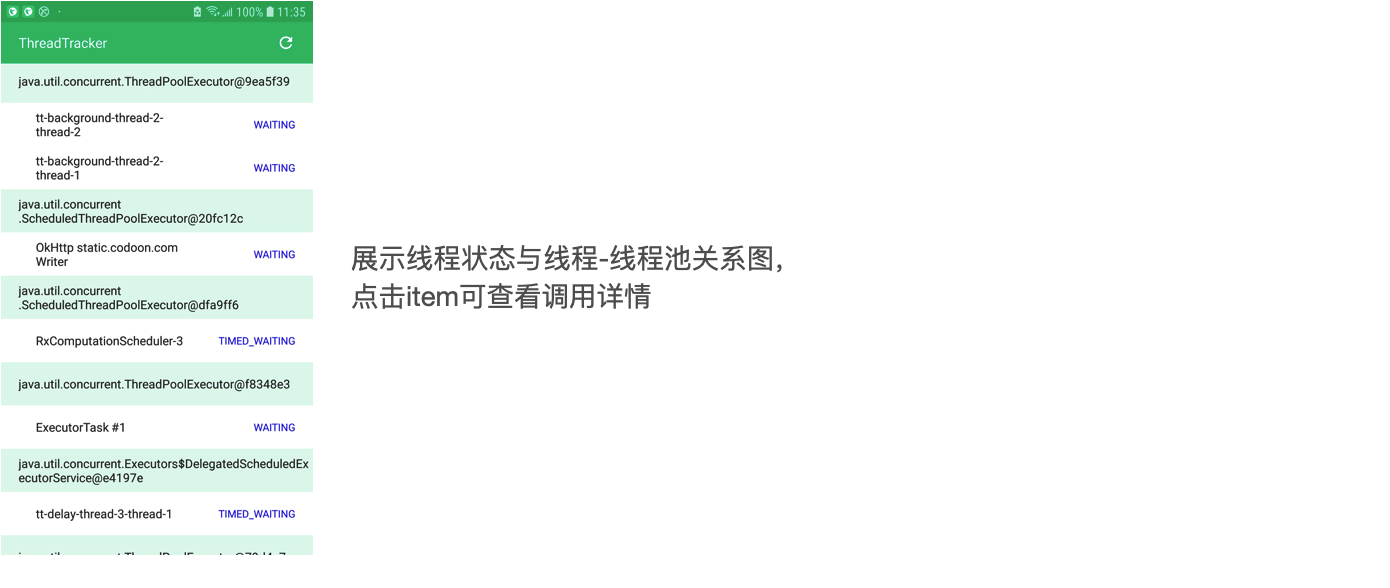 100% 11:35
ThreadTracker
java.util.concurrent.ThreadPoolExecutor@9ea5f39
tt-background-thread-2-
thread-2
WAITING
tt-background-thread-2-
thread-1
WAITING
java.util.concurrent
.ScheduledThreadPoolExecutor@20fc12c
OkHttp static.codoon.com
Writer
WAITING
java.util.concurrent
.ScheduledThreadPoolExecutor@dfa9ff6
RxComputationScheduler-3
TIMED_WAITING
java.util.concurrent.ThreadPoolExecutor@f8348e3
ExecutorTask #1
WAITING
java.util.concurrent.Executors$DelegatedScheduledEx
ecutorService@e4197e
tt-delay-thread-3-thread-1
TIMED_WAITING
展示线程状态与线程-线程池关系图，
点击item可查看调用详情